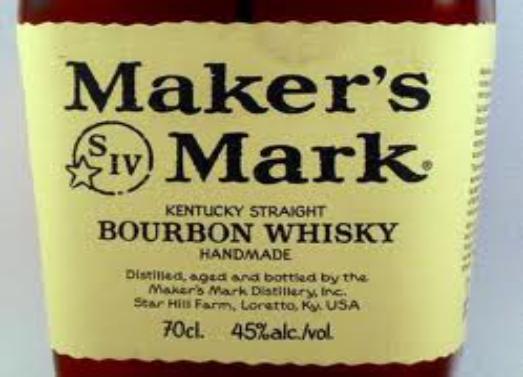 Maker's
S IV Mark®
KENTUCKY STRAIGHT
BOURBON WHISKY
HANDMADE
Distilled, aged and bottled by the
Maker's Mark Distillery, Inc.
Star Hill Farm, Loretto, Ky. USA
70cl. 45%alc./vol.